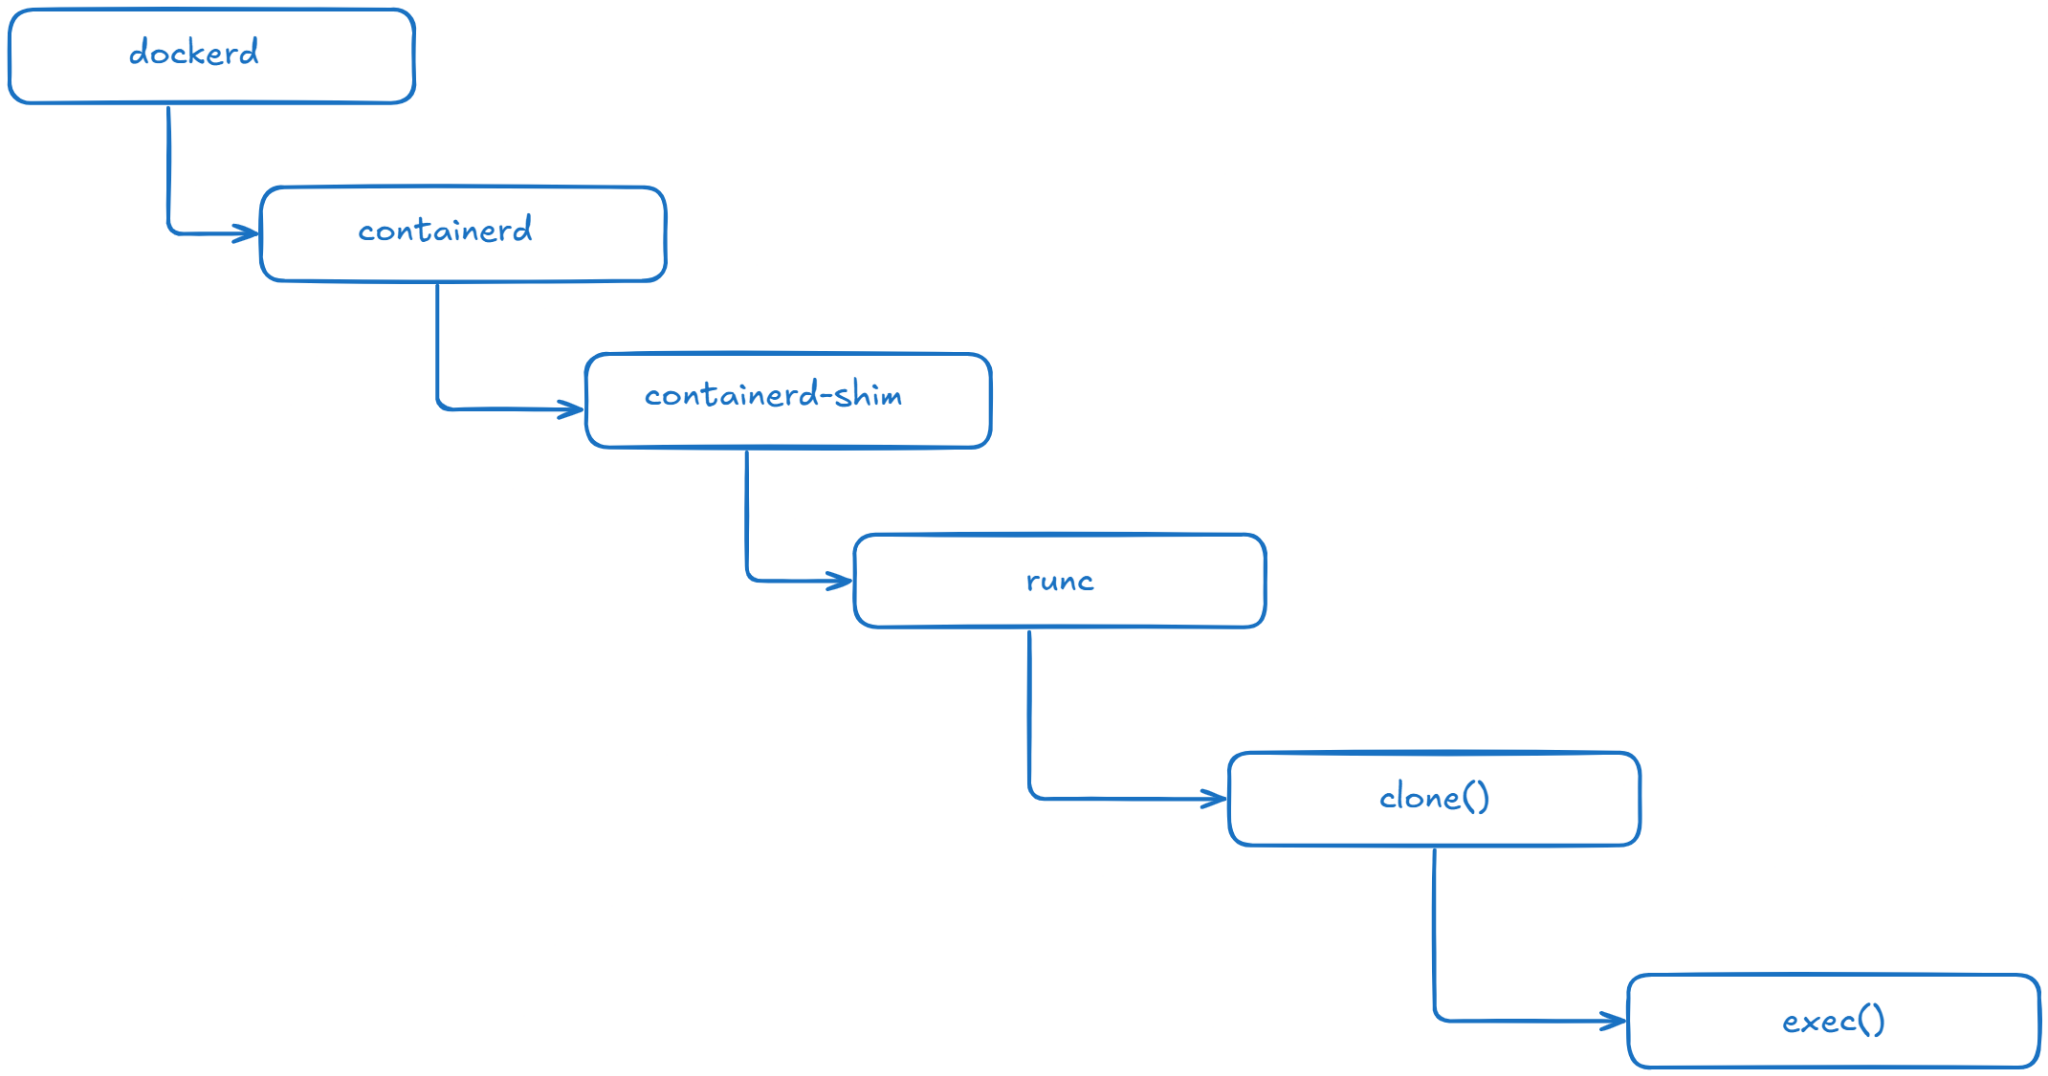 dockerd
containerd
containerd-shim
runc
clone()
exec()